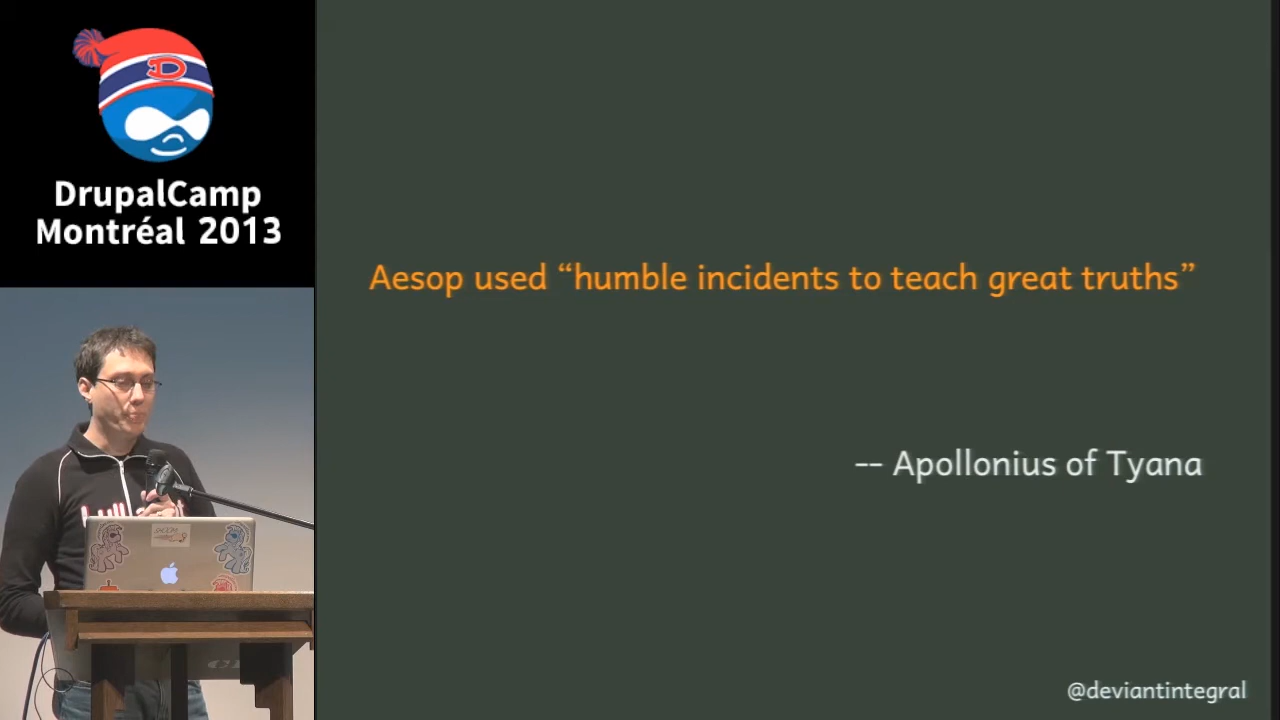 DrupalCamp
Montréal 2013
Aesop used “humble incidents to teach great truths”
-- Apollonius of Tyana
@deviantintegral